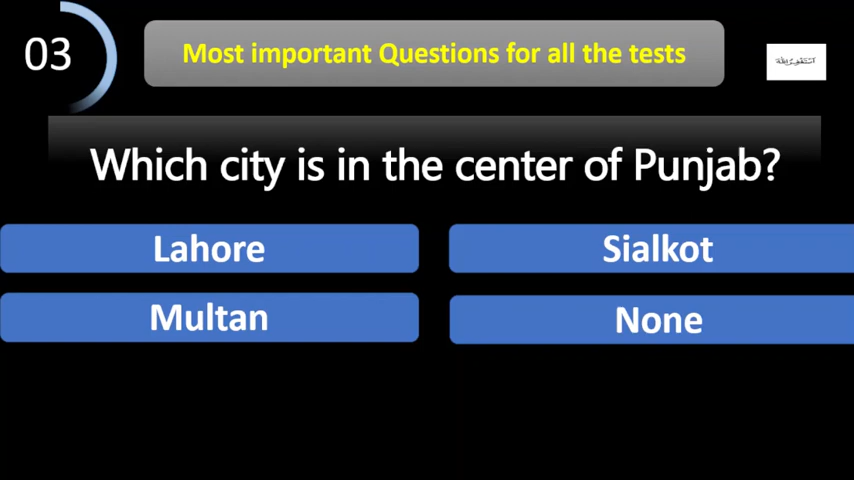 03
Most important Questions for all the tests
أَسْتَغْفِرُ اللّٰهَ
Which city is in the center of Punjab?
Lahore
Sialkot
Multan
None